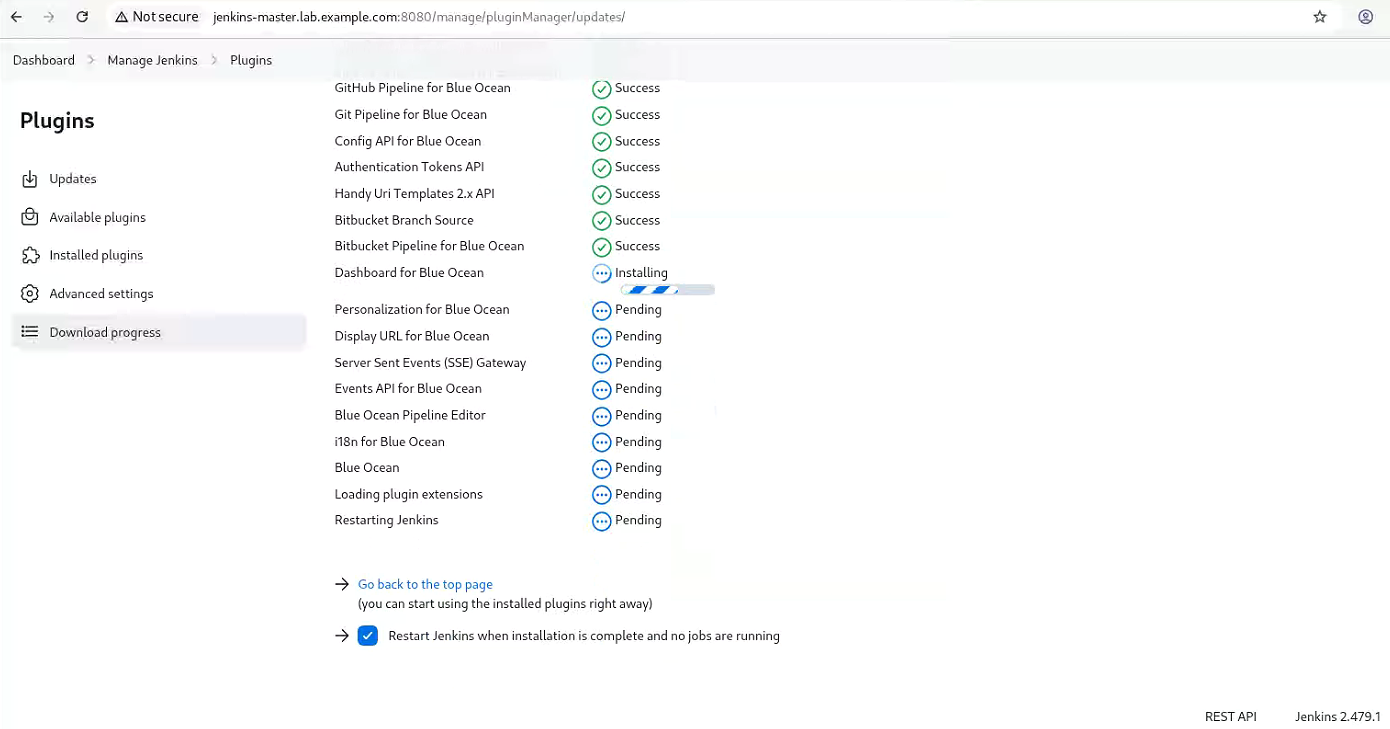 Not secure jenkins-master.lab.example.com:8080/manage/pluginManager/updates/
Dashboard Manage Jenkins Plugins
Plugins
Updates
Available plugins
Installed plugins
Advanced settings
Download progress
GitHub Pipeline for Blue Ocean Success
Git Pipeline for Blue Ocean Success
Config API for Blue Ocean Success
Authentication Tokens API Success
Handy Uri Templates 2.x API Success
Bitbucket Branch Source Success
Bitbucket Pipeline for Blue Ocean Success
Dashboard for Blue Ocean Installing
Personalization for Blue Ocean Pending
Display URL for Blue Ocean Pending
Server Sent Events (SSE) Gateway Pending
Events API for Blue Ocean Pending
Blue Ocean Pipeline Editor Pending
i18n for Blue Ocean Pending
Blue Ocean Pending
Loading plugin extensions Pending
Restarting Jenkins Pending
Go back to the top page
(you can start using the installed plugins right away)
Restart Jenkins when installation is complete and no jobs are running
REST API Jenkins 2.479.1